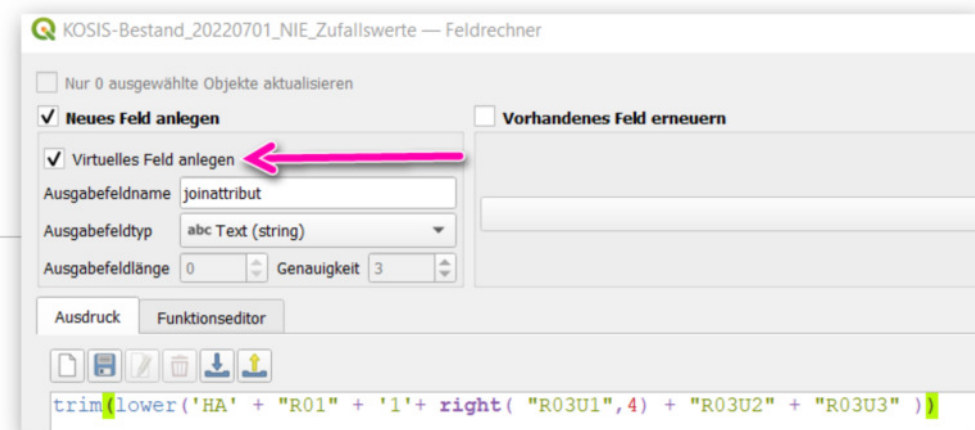 KOSIS-Bestand_20220701_NIE_Zufallswerte — Feldrechner
Nur 0 ausgewählte Objekte aktualisieren
Neues Feld anlegen
Vorhandenes Feld erneuern
Virtuelles Feld anlegen
Ausgabefeldname joinattribut
Ausgabefeldtyp abc Text (string)
Ausgabefeldlänge 0 Genauigkeit 3
Ausdruck Funktionseditor
trim(lower('HA' + "R01" + '1'+ right( "R03U1",4) + "R03U2" + "R03U3" ))